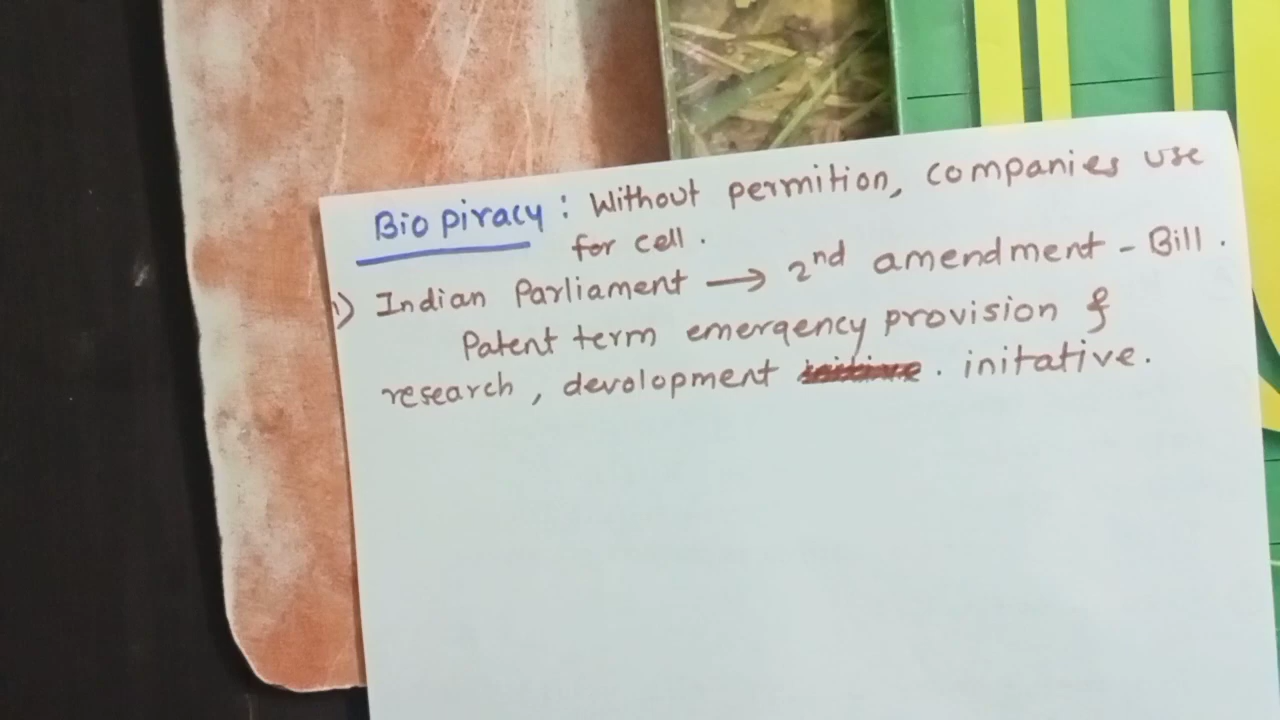 Bio Piracy : Without permition, companies use
for cell.
1) Indian Parliament → 2nd amendment - Bill.
Patent term emergency provision &
research, devolopment . initative.